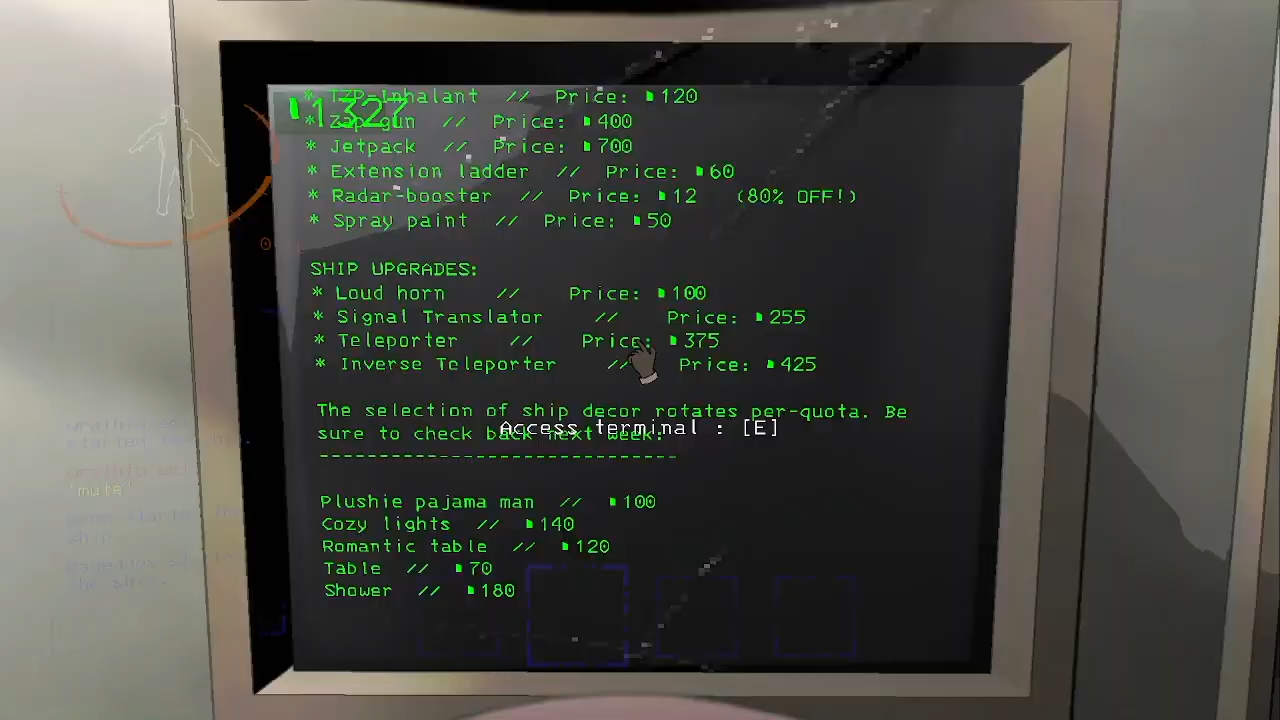 * TZP-Inhalant // Price: ▮120
▮1327
* Zap gun // Price: ▮400
* Jetpack // Price: ▮700
* Extension ladder // Price: ▮60
* Radar-booster // Price: ▮12 (80% OFF!)
* Spray paint // Price: ▮50
SHIP UPGRADES:
* Loud horn // Price: ▮100
* Signal Translator // Price: ▮255
* Teleporter // Price: ▮375
* Inverse Teleporter // Price: ▮425
The selection of ship decor rotates per-quota. Be
sure to check back next week:
Access terminal : [E]
------------------------------
Plushie pajama man // ▮100
Cozy lights // ▮140
Romantic table // ▮120
Table // ▮70
Shower // ▮180
'mute'